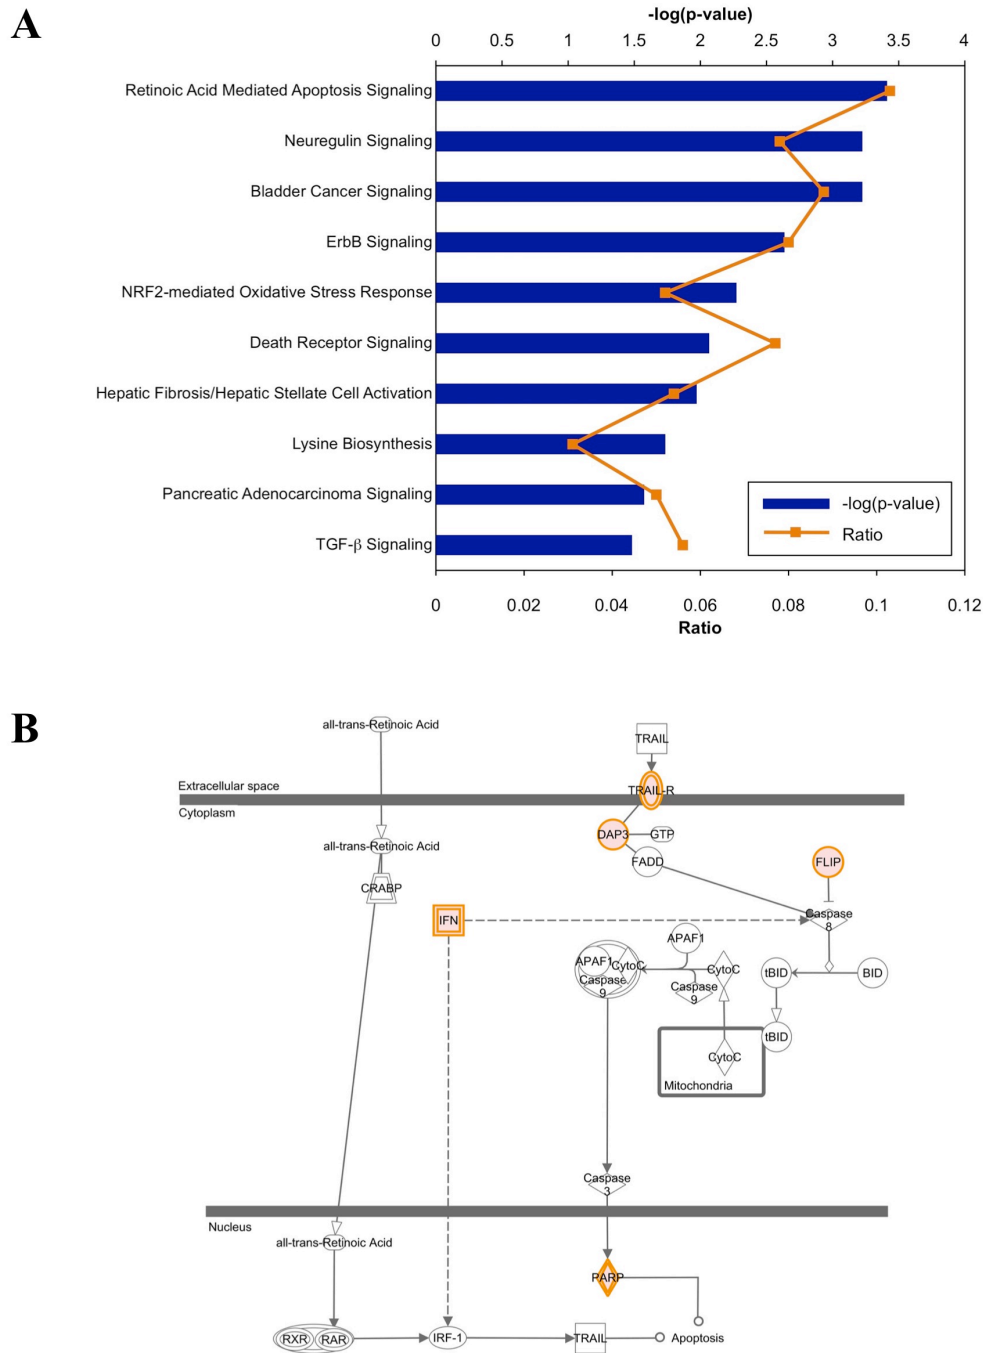 A
-log(p-value)
0 0.5 1 1.5 2 2.5 3 3.5 4
Retinoic Acid Mediated Apoptosis Signaling
Neuregulin Signaling
Bladder Cancer Signaling
ErbB Signaling
NRF2-mediated Oxidative Stress Response
Death Receptor Signaling
Hepatic Fibrosis/Hepatic Stellate Cell Activation
Lysine Biosynthesis
Pancreatic Adenocarcinoma Signaling
TGF-β Signaling
-log(p-value)
Ratio
0 0.02 0.04 0.06 0.08 0.1 0.12
Ratio
B
all-trans-Retinoic Acid
TRAIL
Extracellular space
TRAIL-R
Cytoplasm
DAP3
GTP
all-trans-Retinoic Acid
FADD
FLIP
CRABP
IFN
Caspase
8
APAF1
APAF1
CytoC
CytoC
Caspase
9
Caspase
9
tBID
BID
tBID
CytoC
Mitochondria
Caspase
3
Nucleus
all-trans-Retinoic Acid
PARP
RXR
RAR
IRF-1
TRAIL
Apoptosis